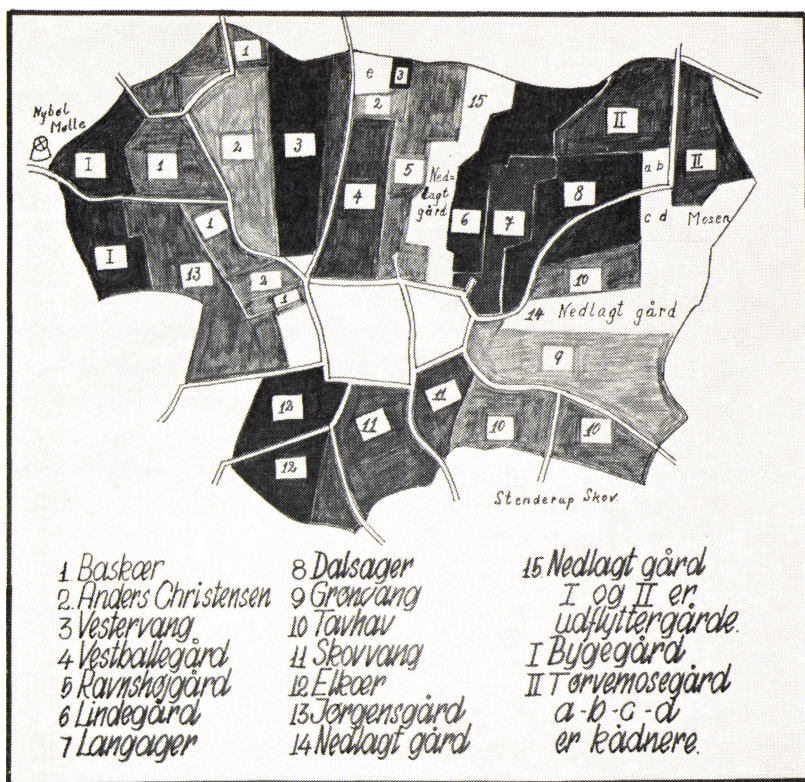 1
e
3
Nybøl
Mølle
2
15
II
I
1
2
3
5
Ned-
lagt
gård
4
6
7
8
a b
II
c d Mosen
1
I
13
2
1
10
14 Nedlagt gård
9
12
11
11
10
10
12
Stenderup Skov.
1. Baskær
2. Anders Christensen
3 Vestervang
4 Vestballegård
5 Ravnshøjgård
6 Lindegård
7 Langager
8 Dalsager
9 Grønvang
10 Tavhav
11 Skovvang
12 Elkær
13 Jørgensgård
14 Nedlagt gård
15. Nedlagt gård
I og II er
udflyttergårde.
I Bygegård
II Tørvemosegård
a-b-c-d
er kådnere.